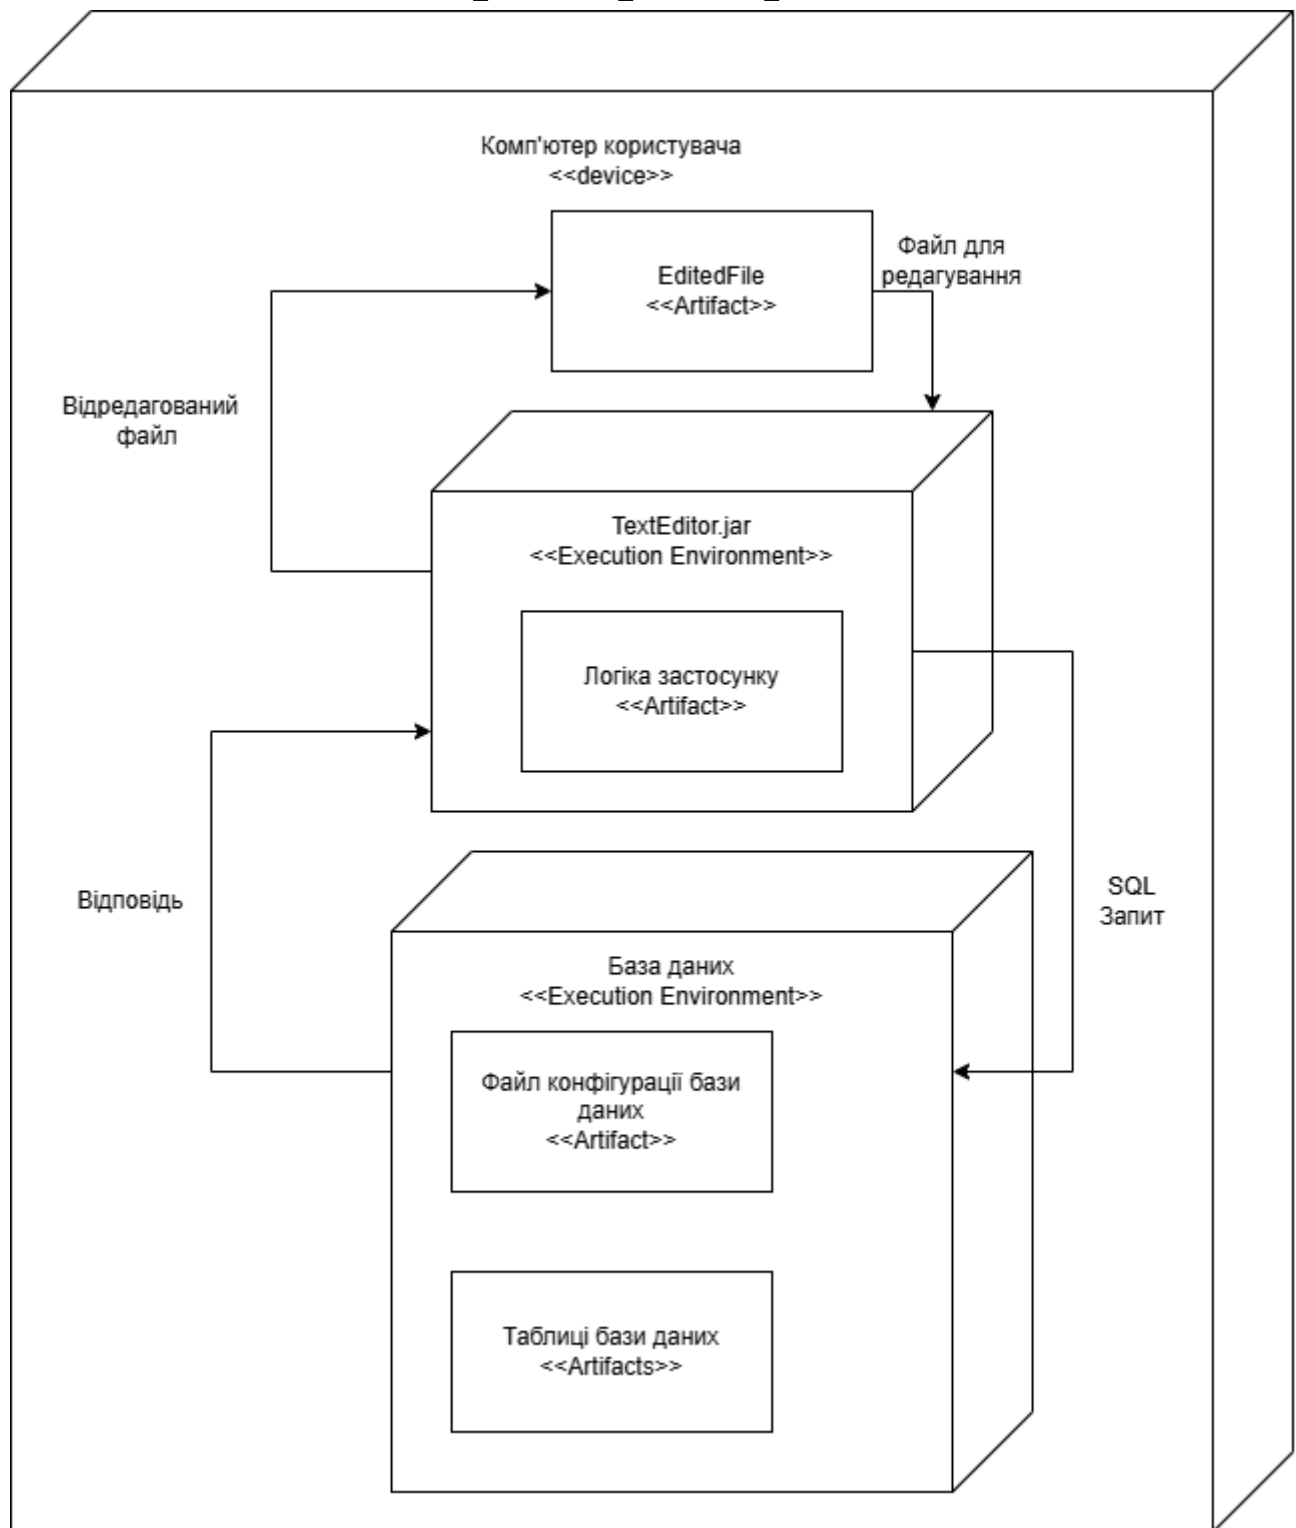 Комп'ютер користувача
<<device>>
EditedFile
<<Artifact>>
Файл для
редагування
Відредагований
файл
TextEditor.jar
<<Execution Environment>>
Логіка застосунку
<<Artifact>>
Відповідь
SQL
Запит
База даних
<<Execution Environment>>
Файл конфігурації бази
даних
<<Artifact>>
Таблиці бази даних
<<Artifacts>>